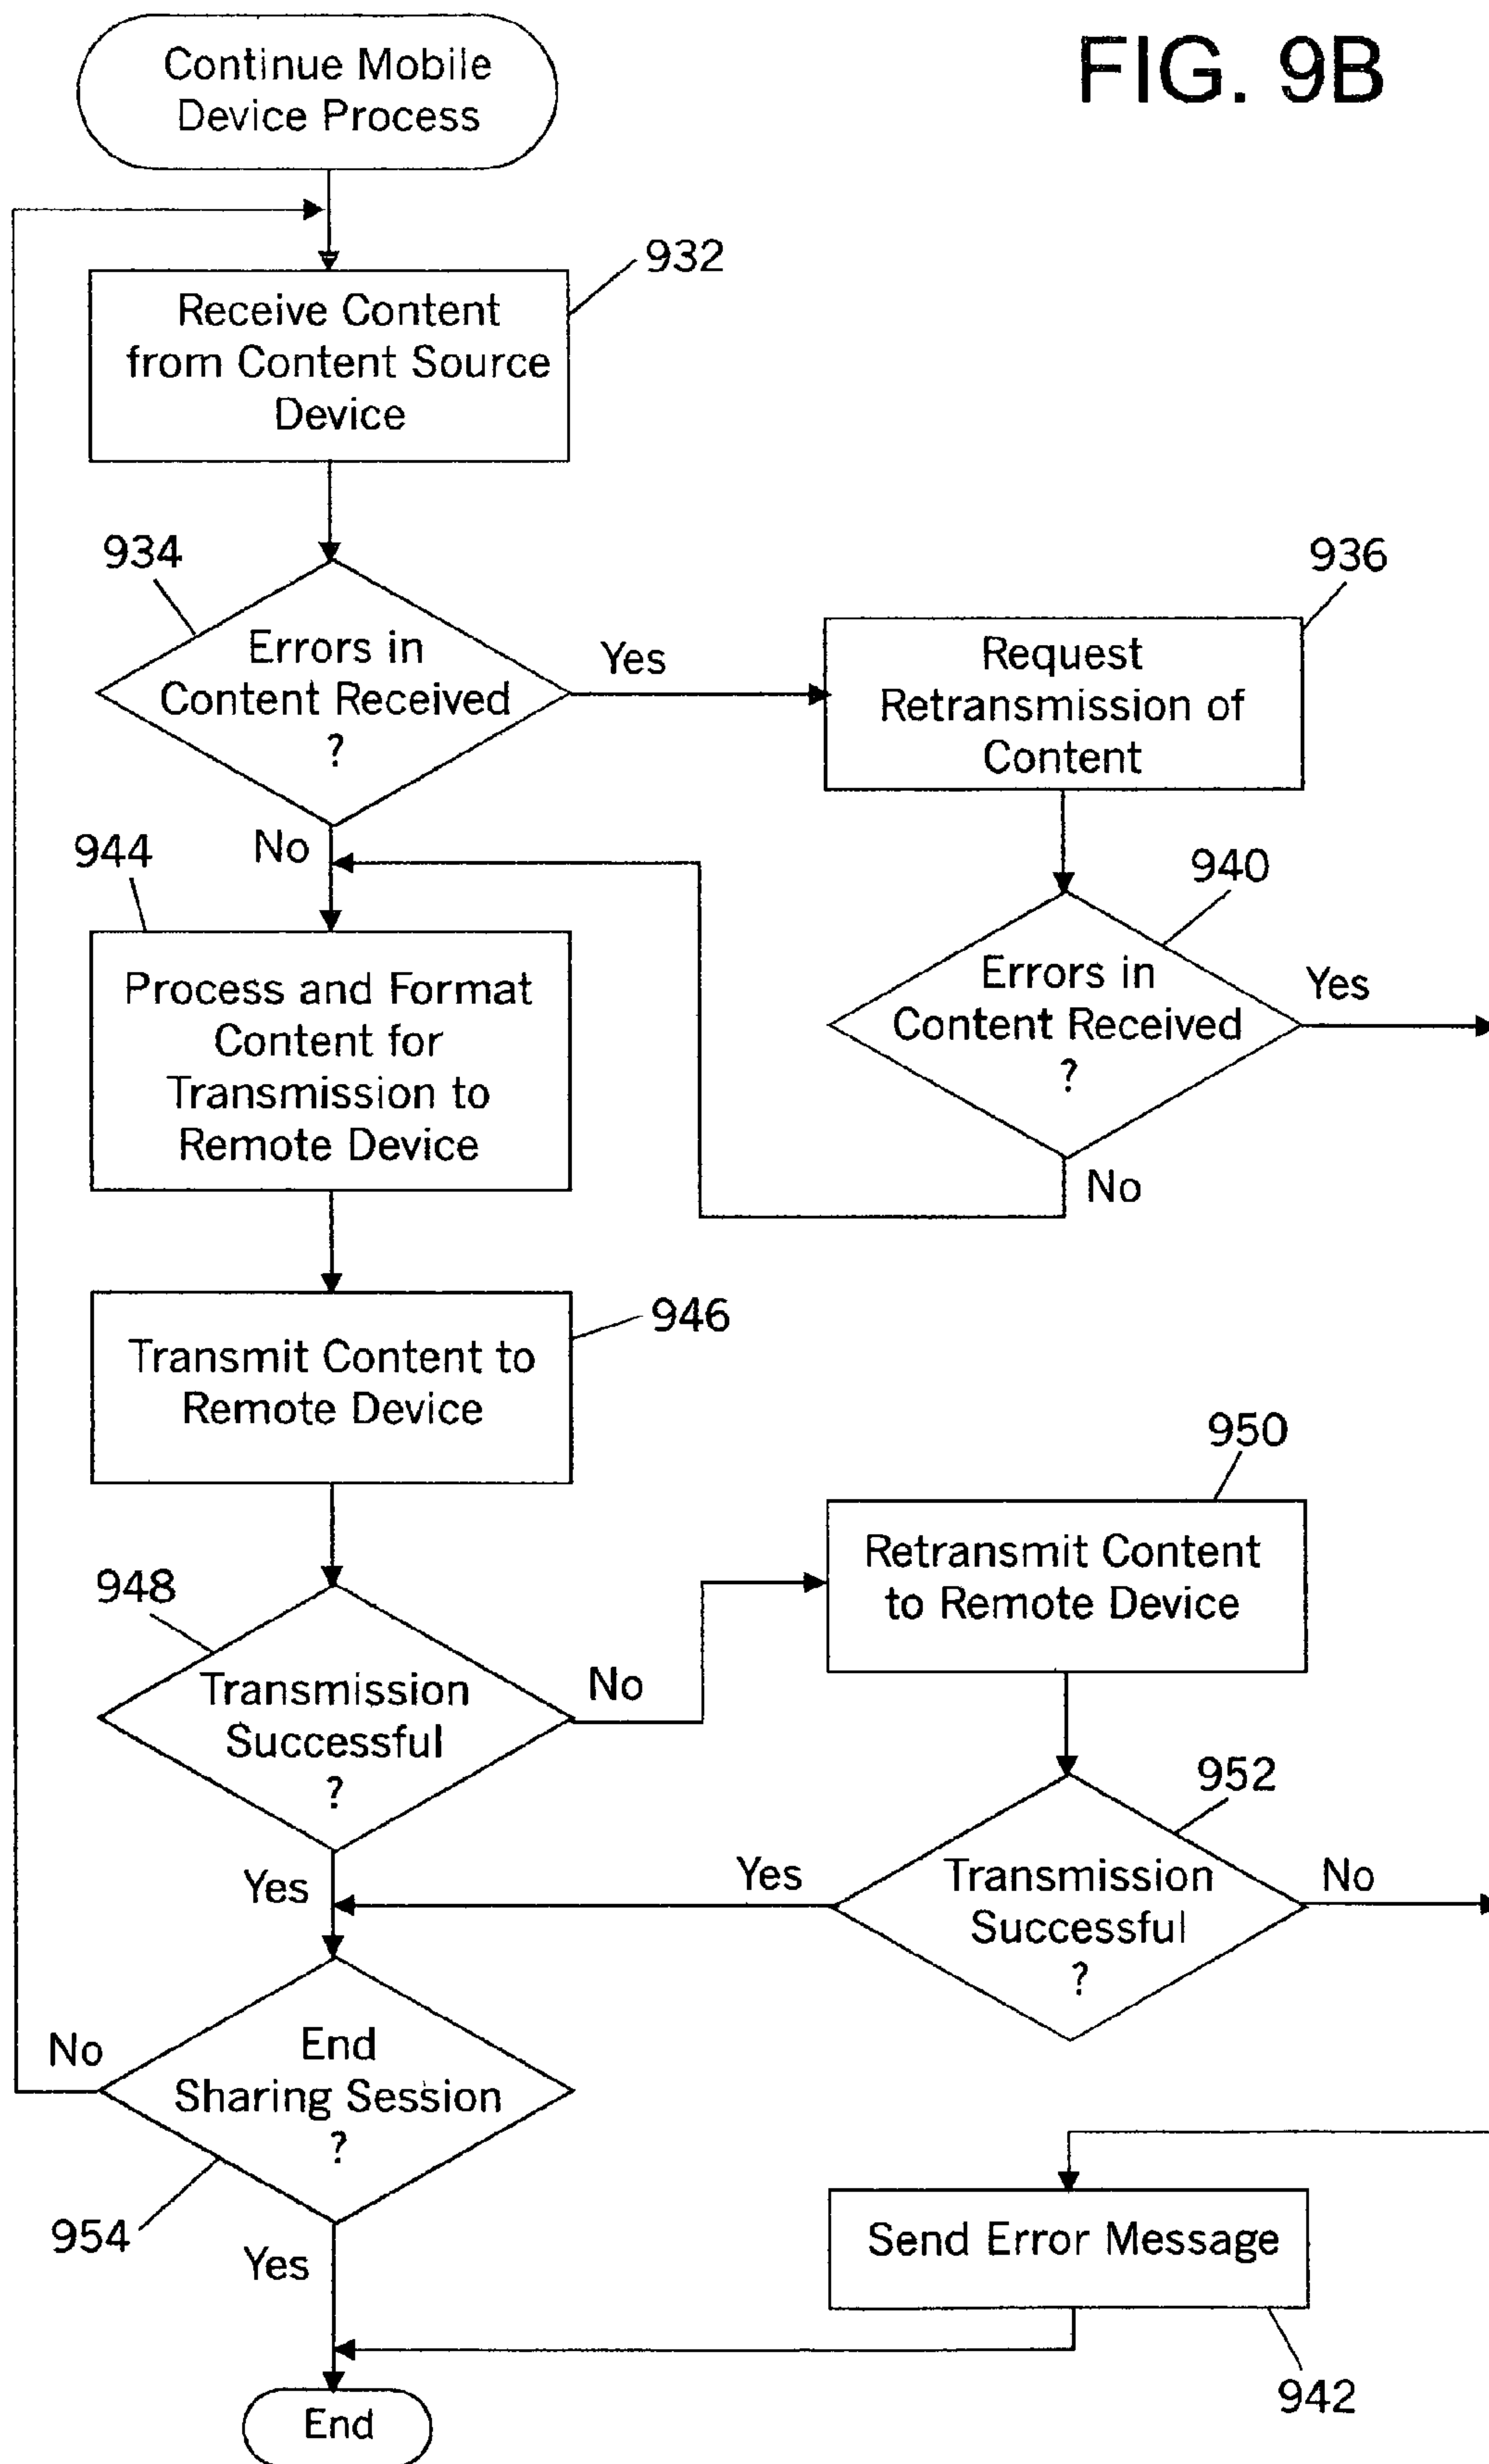 FIG. 9B
Continue Mobile
Device Process
932
Receive Content
from Content Source
Device
934
Errors in
Content Received
?
Yes
936
Request
Retransmission of
Content
No
944
940
Errors in
Content Received
?
Yes
No
Process and Format
Content for
Transmission to
Remote Device
946
Transmit Content to
Remote Device
948
Transmission
Successful
?
No
950
Retransmit Content
to Remote Device
952
Transmission
Successful
?
Yes
No
Yes
End
Sharing Session
?
No
954
Yes
Send Error Message
942
End